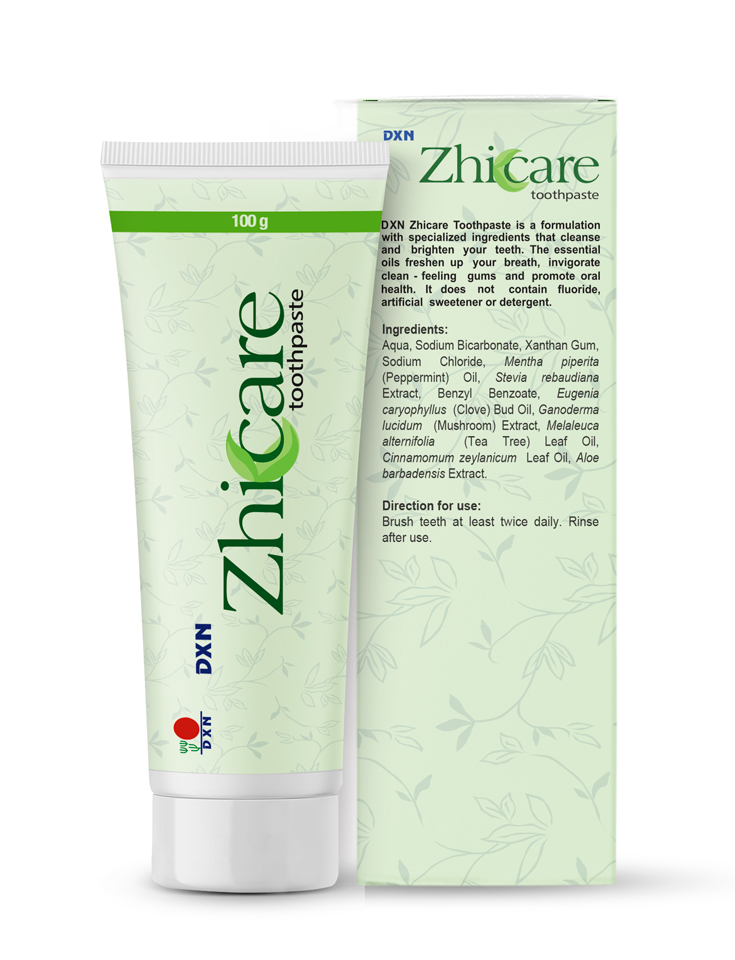 100 g
Zhicare
toothpaste
DXN
DXN
DXN
Zhicare
toothpaste
DXN Zhicare Toothpaste is a formulation
with specialized ingredients that cleanse
and brighten your teeth. The essential
oils freshen up your breath, invigorate
clean - feeling gums and promote oral
health. It does not contain fluoride,
artificial sweetener or detergent.
Ingredients:
Aqua, Sodium Bicarbonate, Xanthan Gum,
Sodium Chloride, Mentha piperita
(Peppermint) Oil, Stevia rebaudiana
Extract, Benzyl Benzoate, Eugenia
caryophyllus (Clove) Bud Oil, Ganoderma
lucidum (Mushroom) Extract, Melaleuca
alternifolia (Tea Tree) Leaf Oil,
Cinnamomum zeylanicum Leaf Oil, Aloe
barbadensis Extract.
Direction for use:
Brush teeth at least twice daily. Rinse
after use.